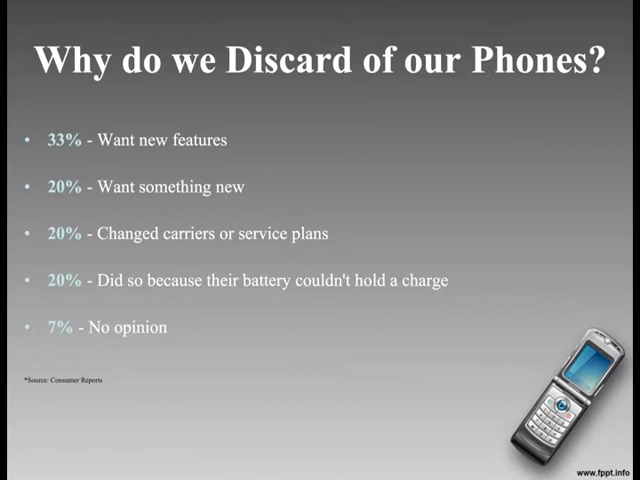 Why do we Discard of our Phones?
• 33% - Want new features
• 20% - Want something new
• 20% - Changed carriers or service plans
• 20% - Did so because their battery couldn't hold a charge
• 7% - No opinion
*Source: Consumer Reports
www.fppt.info